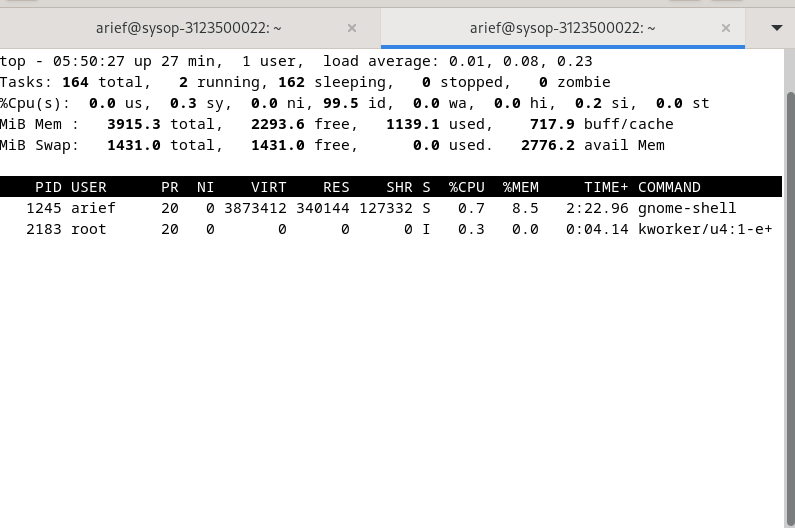 arief@sysop-3123500022: ~ × arief@sysop-3123500022: ~ ×
top - 05:50:27 up 27 min,  1 user,  load average: 0.01, 0.08, 0.23
Tasks: 164 total,   2 running, 162 sleeping,   0 stopped,   0 zombie
%Cpu(s):  0.0 us,  0.3 sy,  0.0 ni, 99.5 id,  0.0 wa,  0.0 hi,  0.2 si,  0.0 st
MiB Mem :   3915.3 total,   2293.6 free,   1139.1 used,    717.9 buff/cache
MiB Swap:   1431.0 total,   1431.0 free,      0.0 used.   2776.2 avail Mem
PID USER      PR  NI    VIRT    RES    SHR S  %CPU  %MEM     TIME+ COMMAND
1245 arief     20   0 3873412 340144 127332 S   0.7   8.5   2:22.96 gnome-shell
2183 root      20   0       0      0      0 I   0.3   0.0   0:04.14 kworker/u4:1-e+